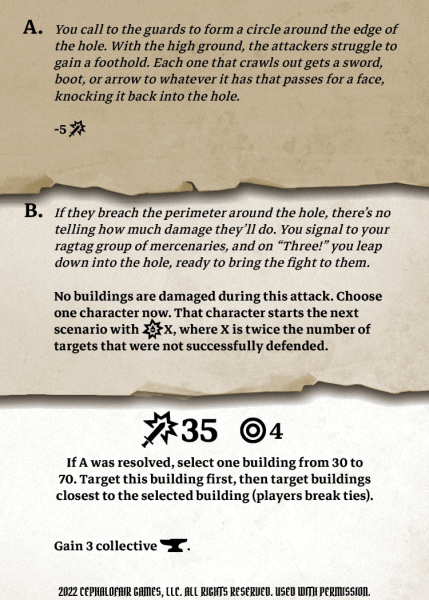 A. You call to the guards to form a circle around the edge of
the hole. With the high ground, the attackers struggle to
gain a foothold. Each one that crawls out gets a sword,
boot, or arrow to whatever it has that passes for a face,
knocking it back into the hole.
-5
B. If they breach the perimeter around the hole, there's no
telling how much damage they'll do. You signal to your
ragtag group of mercenaries, and on “Three!” you leap
down into the hole, ready to bring the fight to them.
No buildings are damaged during this attack. Choose
one character now. That character starts the next
scenario with X, where X is twice the number of
targets that were not successfully defended.
35 4
If A was resolved, select one building from 30 to
70. Target this building first, then target buildings
closest to the selected building (players break ties).
Gain 3 collective .
2022 CEPHALOFAIR GAMES, LLC. ALL RIGHTS RESERVED. USED WITH PERMISSION.